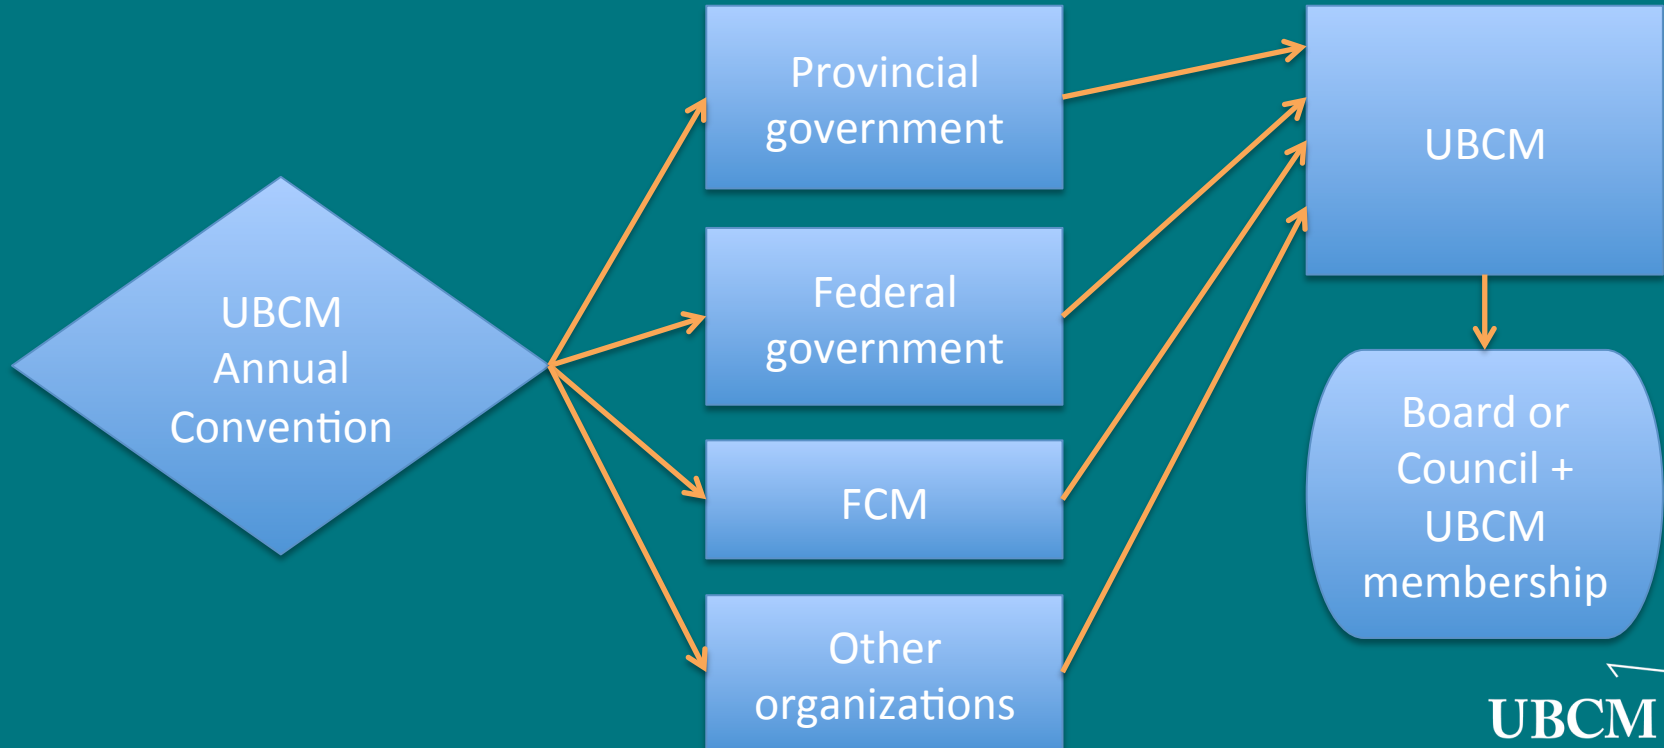 UBCM
Annual
Convention
Provincial
government
Federal
government
FCM
Other
organizations
UBCM
Board or
Council +
UBCM
membership
UBCM